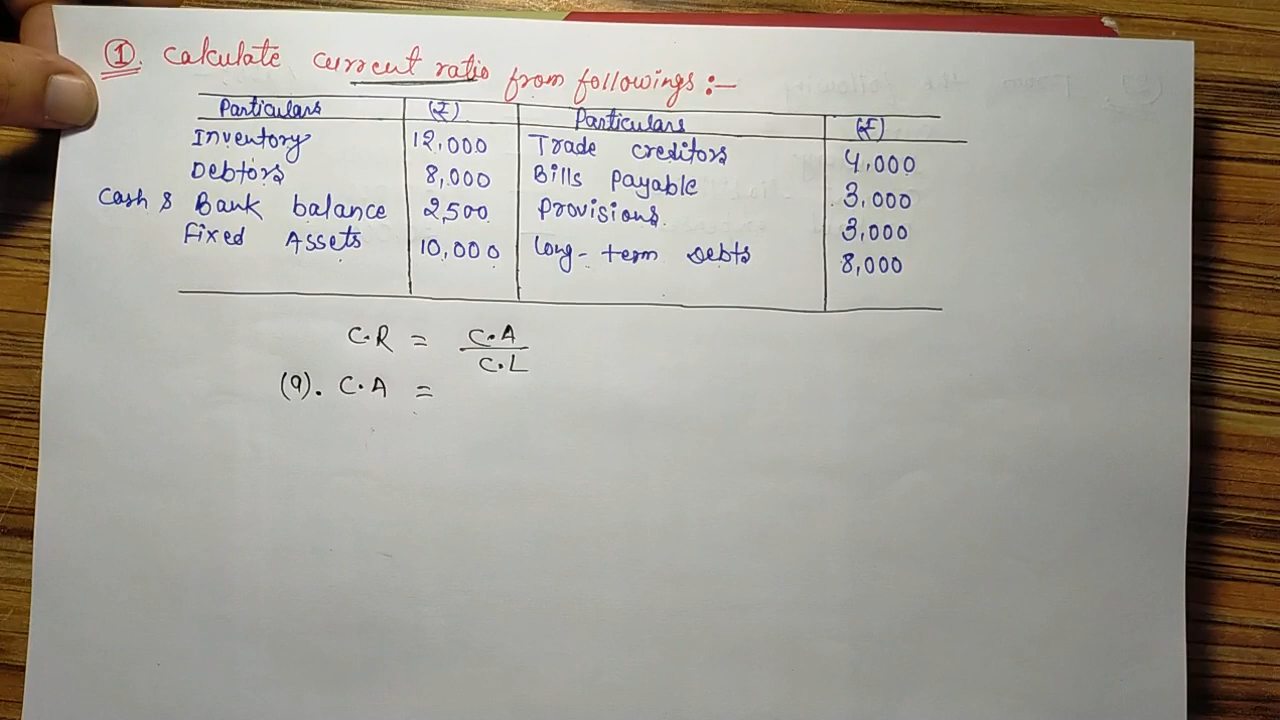 ① Calculate current ratio from followings :-
Particulars (₹) Particulars (₹)
Inventory 12,000 Trade creditors 4,000
Debtors 8,000 Bills Payable 3,000
Cash & Bank balance 2,500 Provisions 3,000
Fixed Assets 10,000 Long-term Debts 8,000
C.R = C.A / C.L
(a). C.A =